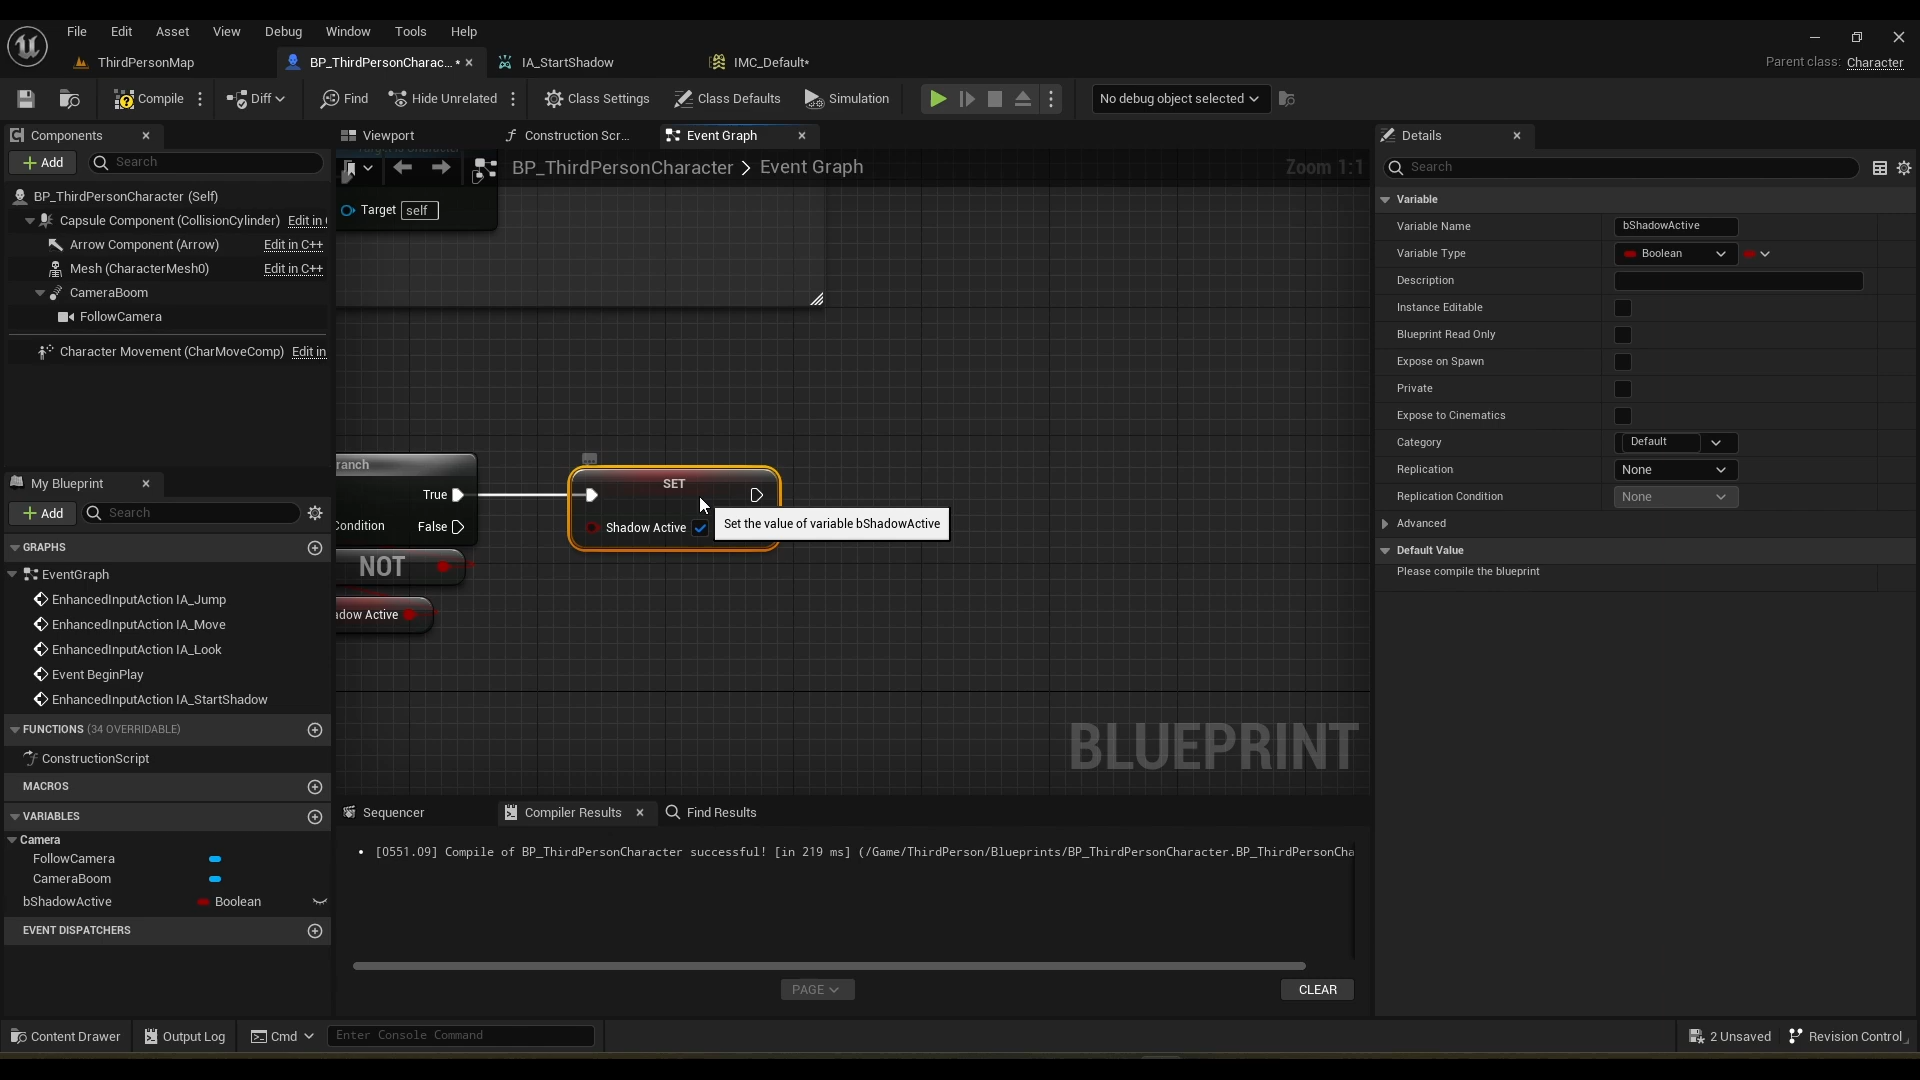 File Edit Asset View Debug Window Tools Help
ThirdPersonMap BP_ThirdPersonCharac... • IA_StartShadow IMC_Default*
Parent class: Character
Compile Diff Find Hide Unrelated Class Settings Class Defaults Simulation No debug object selected
Components
Add Search
BP_ThirdPersonCharacter (Self)
Capsule Component (CollisionCylinder) Edit in
Arrow Component (Arrow) Edit in C++
Mesh (CharacterMesh0) Edit in C++
CameraBoom
FollowCamera
Character Movement (CharMoveComp) Edit in
My Blueprint
Add Search
GRAPHS
EventGraph
EnhancedInputAction IA_Jump
EnhancedInputAction IA_Move
EnhancedInputAction IA_Look
Event BeginPlay
EnhancedInputAction IA_StartShadow
FUNCTIONS (34 OVERRIDABLE)
ConstructionScript
MACROS
VARIABLES
Camera
FollowCamera
CameraBoom
bShadowActive Boolean
EVENT DISPATCHERS
Viewport Construction Scr... Event Graph
BP_ThirdPersonCharacter > Event Graph Zoom 1:1
Target self
ranch
True
Condition False
NOT
adow Active
SET
Shadow Active
Set the value of variable bShadowActive
BLUEPRINT
Sequencer Compiler Results Find Results
• [0551.09] Compile of BP_ThirdPersonCharacter successful! [in 219 ms] (/Game/ThirdPerson/Blueprints/BP_ThirdPersonCharacter.BP_ThirdPersonCha
PAGE CLEAR
Details
Search
Variable
Variable Name bShadowActive
Variable Type Boolean
Description
Instance Editable
Blueprint Read Only
Expose on Spawn
Private
Expose to Cinematics
Category Default
Replication None
Replication Condition None
Advanced
Default Value
Please compile the blueprint
Content Drawer Output Log Cmd Enter Console Command 2 Unsaved Revision Control